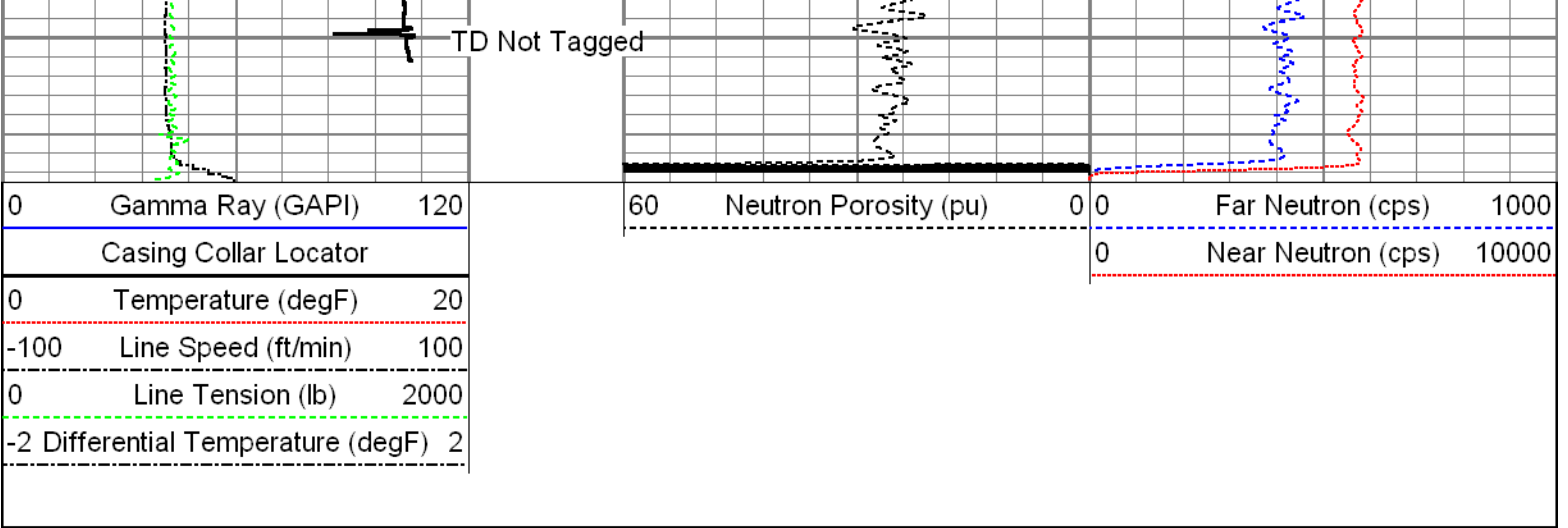 TD Not Tagged
0 Gamma Ray (GAPI) 120
Casing Collar Locator
0 Temperature (degF) 20
-100 Line Speed (ft/min) 100
0 Line Tension (lb) 2000
-2 Differential Temperature (degF) 2
60 Neutron Porosity (pu) 0
0 Far Neutron (cps) 1000
0 Near Neutron (cps) 10000